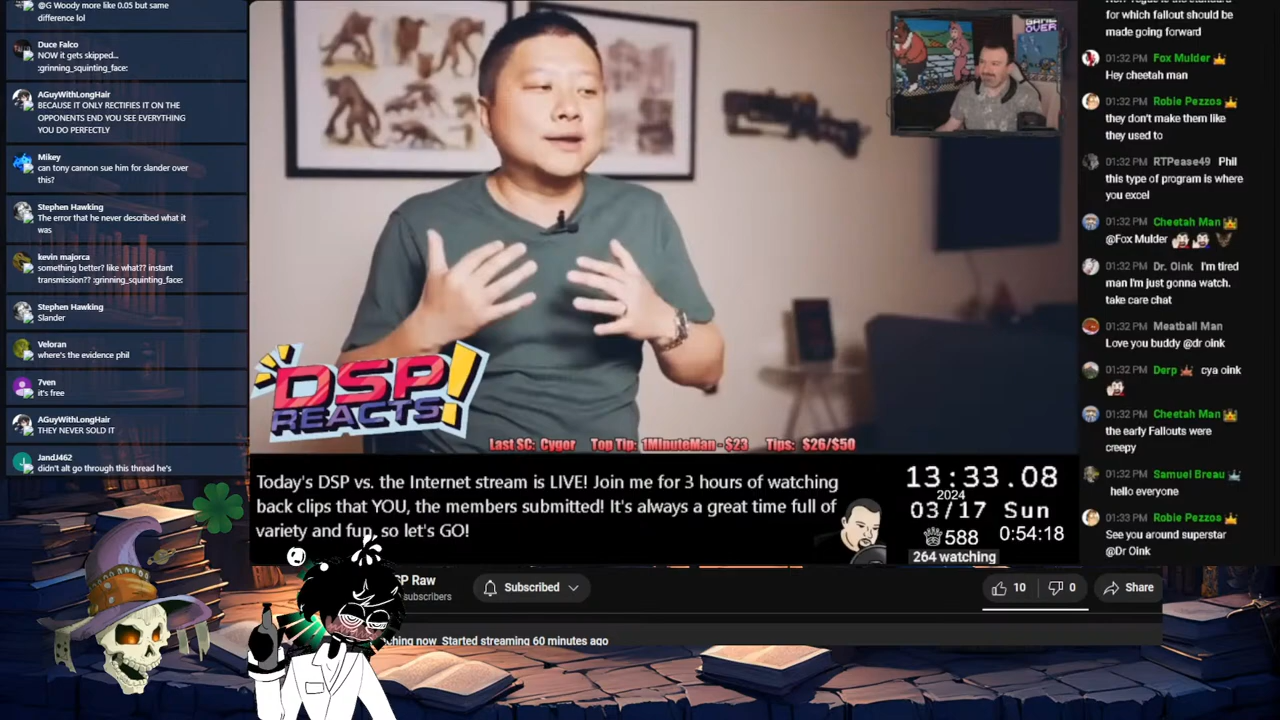 @G Woody more like 0.05 but same
difference lol
Duce Falco
NOW it gets skipped...
:grinning_squinting_face:
AGuyWithLongHair
BECAUSE IT ONLY RECTIFIES IT ON THE
OPPONENTS END YOU SEE EVERYTHING
YOU DO PERFECTLY
Mikey
can tony cannon sue him for slander over
this?
Stephen Hawking
The error that he never described what it
was
kevin majorca
something better? like what?? instant
transmission?? :grinning_squinting_face:
Stephen Hawking
Slander
Veloran
where's the evidence phil
7ven
it's free
AGuyWithLongHair
THEY NEVER SOLD IT
JandJ462
didn't alt go through this thread he's
GAME
OVER
DSP!
REACTS
Last SC: Cygor Top Tip: 1MinuteMan - $23 Tips: $26/$50
Today's DSP vs. the Internet stream is LIVE! Join me for 3 hours of watching
back clips that YOU, the members submitted! It's always a great time full of
variety and fun, so let's GO!
13:33.08
2024
03/17 Sun
588 0:54:18
264 watching
SP Raw
subscribers
Subscribed
10
0
Share
ching now Started streaming 60 minutes ago
for which fallout should be
made going forward
01:32 PM Fox Mulder
Hey cheetah man
01:32 PM Robie Pezzos
they don't make them like
they used to
01:32 PM RTPease49 Phil
this type of program is where
you excel
01:32 PM Cheetah Man
@Fox Mulder
01:32 PM Dr. Oink I'm tired
man I'm just gonna watch.
take care chat
01:32 PM Meatball Man
Love you buddy @dr oink
01:32 PM Derp cya oink
01:32 PM Cheetah Man
the early Fallouts were
creepy
01:32 PM Samuel Breau
hello everyone
01:33 PM Robie Pezzos
See you around superstar
@Dr Oink